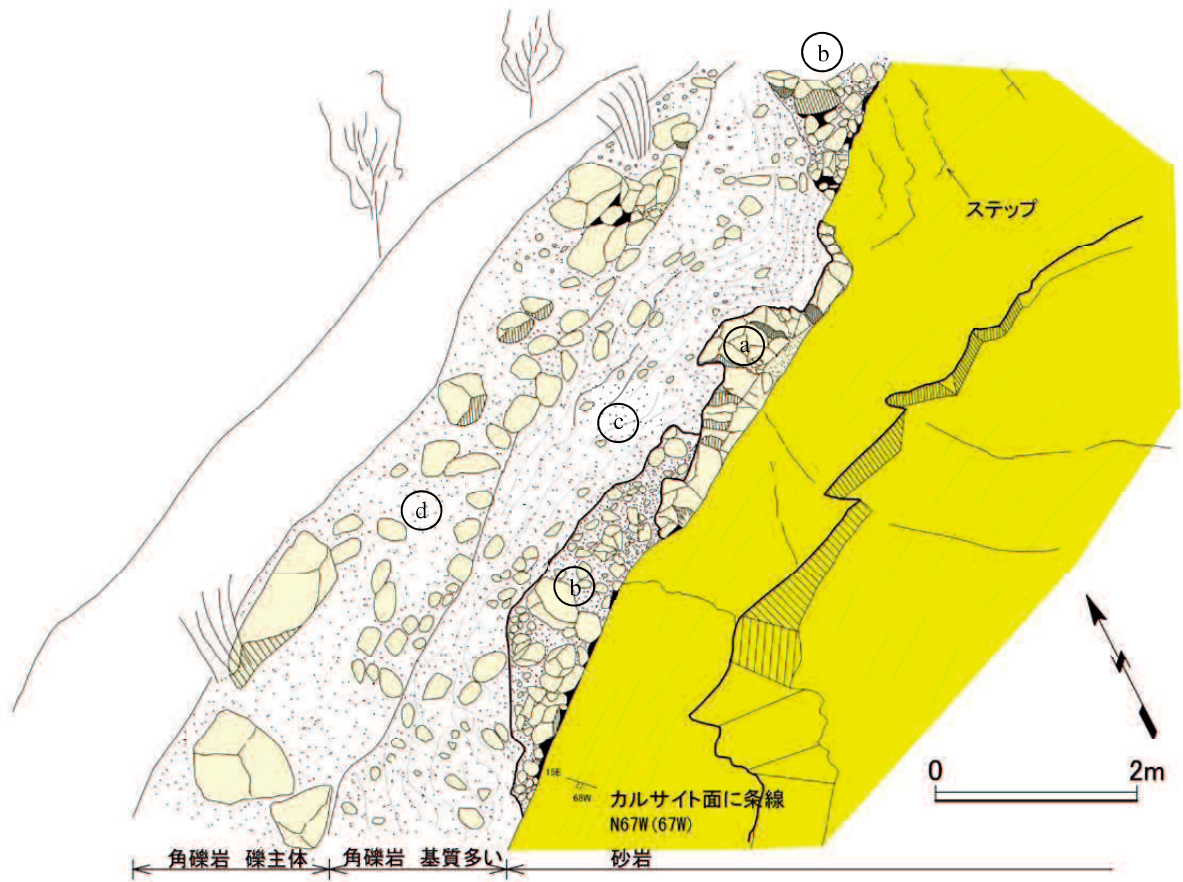 b
ステップ
a
c
d
b
15E
68W
カルサイト面に条線
N67W(67W)
0 2m
角礫岩 礫主体 角礫岩 基質多い 砂岩